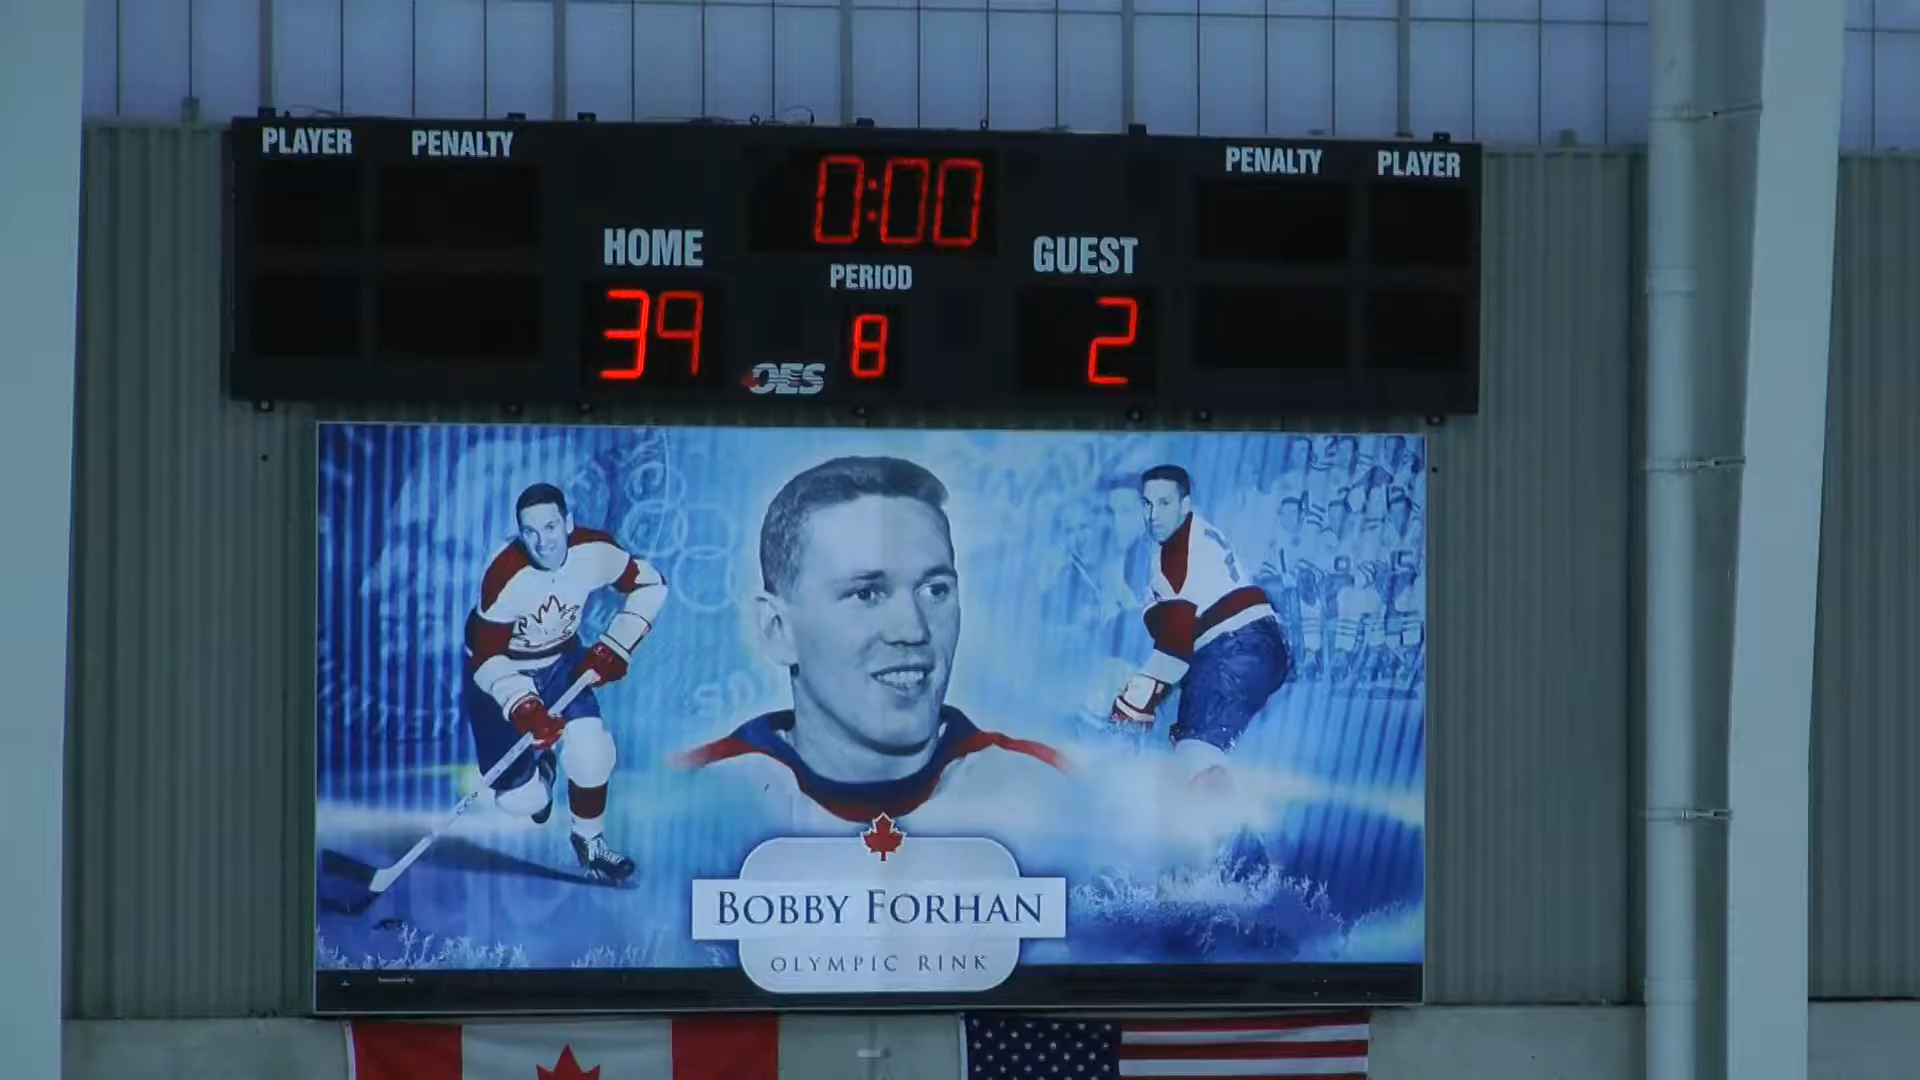 PLAYER PENALTY 0:00 PENALTY PLAYER
HOME PERIOD GUEST
39 8 2
OES
BOBBY FORHAN
OLYMPIC RINK